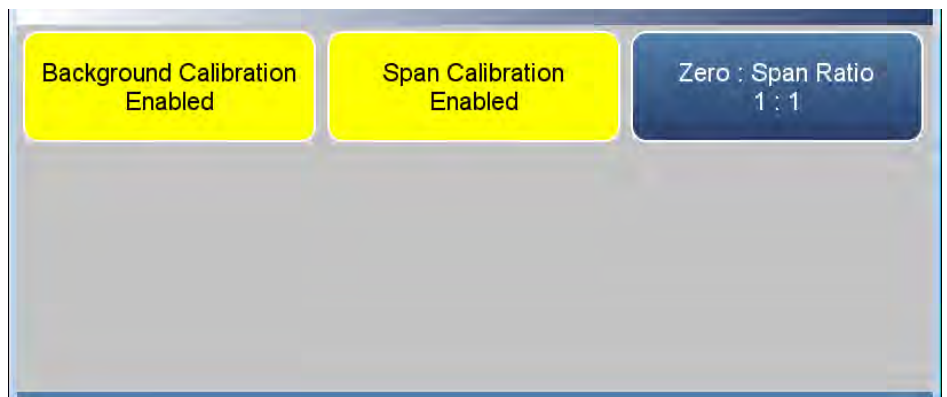 Background Calibration
Enabled
Span Calibration
Enabled
Zero : Span Ratio
1 : 1